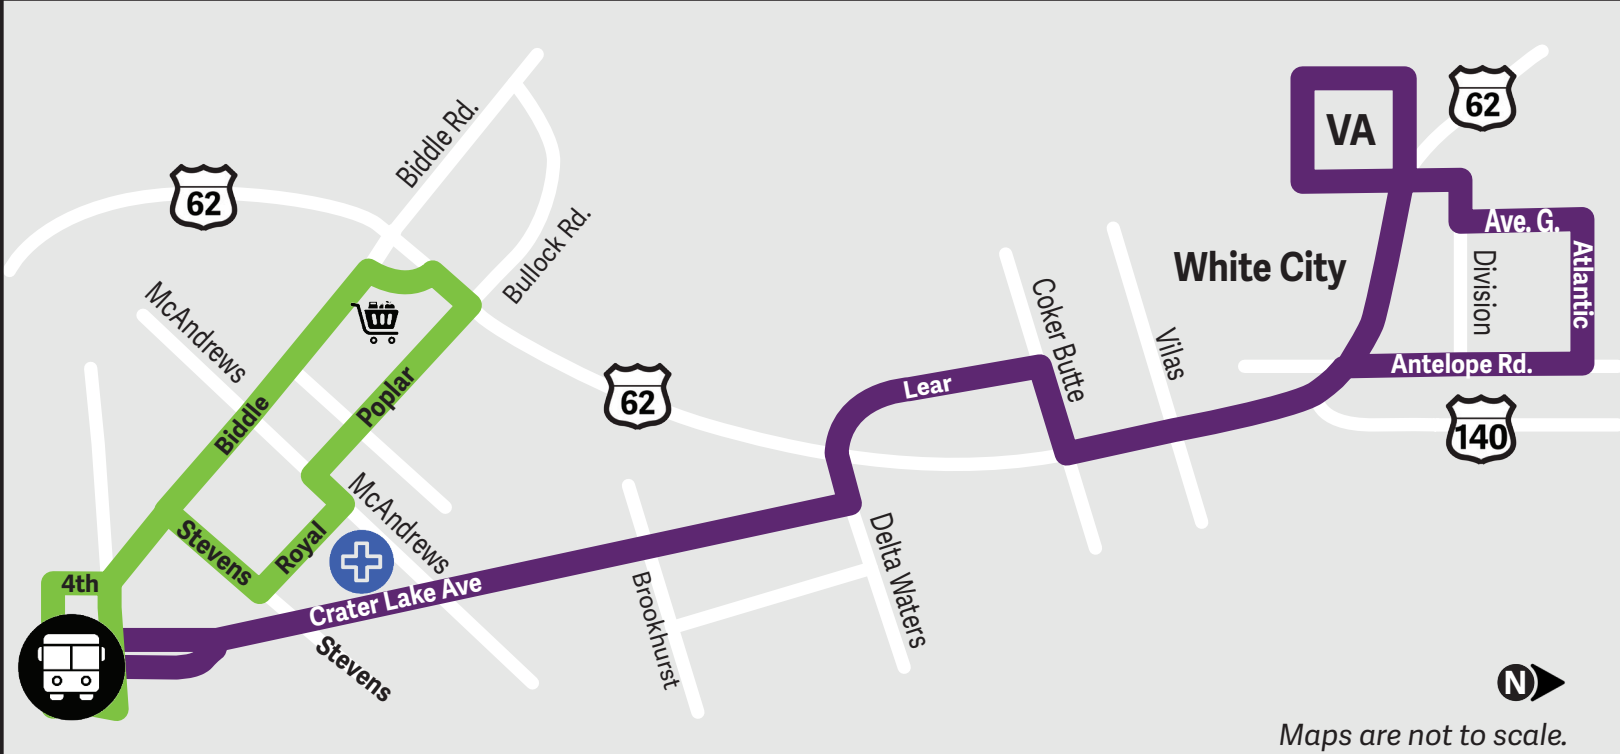 Biddle Rd.
62
VA
62
Bullock Rd.
Ave. G.
McAndrews
White City
Division
Atlantic
Coker Butte
Vilas
Poplar
Lear
Antelope Rd.
62
Biddle
140
McAndrews
Stevens
Royal
Delta Waters
4th
Crater Lake Ave
Brookhurst
Stevens
N
Maps are not to scale.